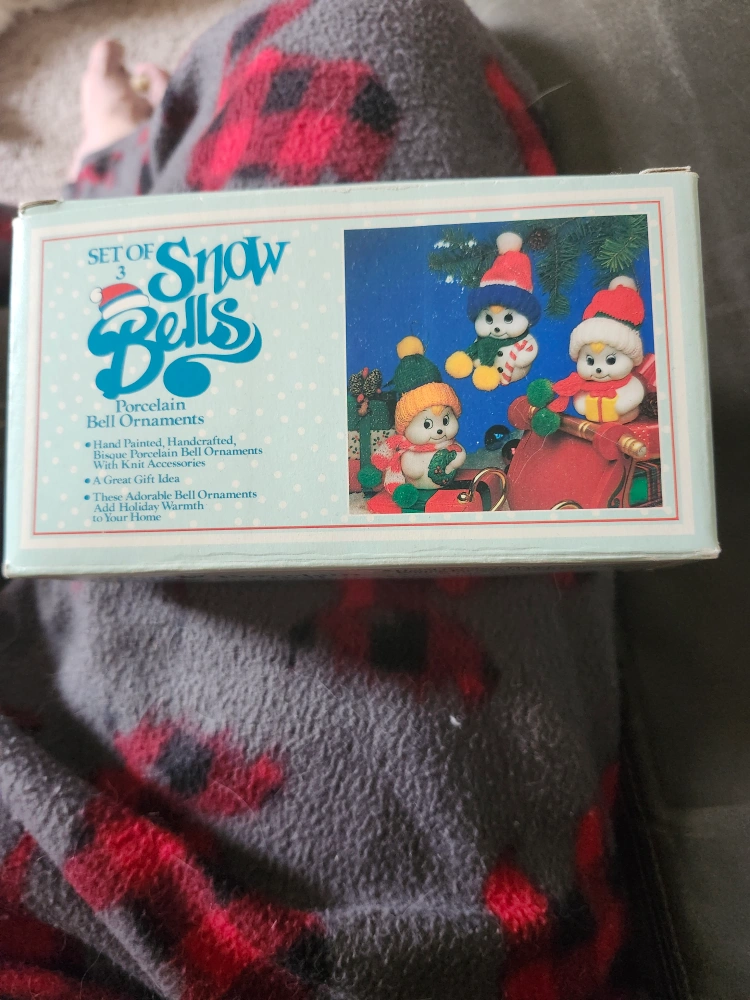 SET OF
3
Snow
Bells
Porcelain
Bell Ornaments
• Hand Painted, Handcrafted,
Bisque Porcelain Bell Ornaments
With Knit Accessories
• A Great Gift Idea
• These Adorable Bell Ornaments
Add Holiday Warmth
to Your Home